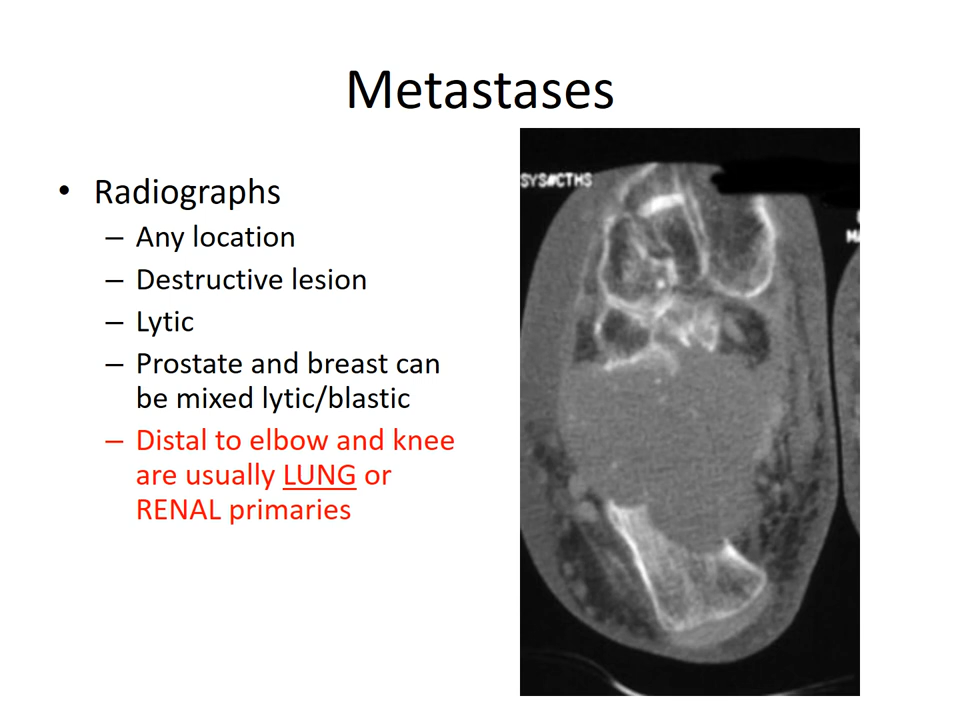 Metastases
• Radiographs
– Any location
– Destructive lesion
– Lytic
– Prostate and breast can
be mixed lytic/blastic
– Distal to elbow and knee
are usually LUNG or
RENAL primaries
SYS#CTHS